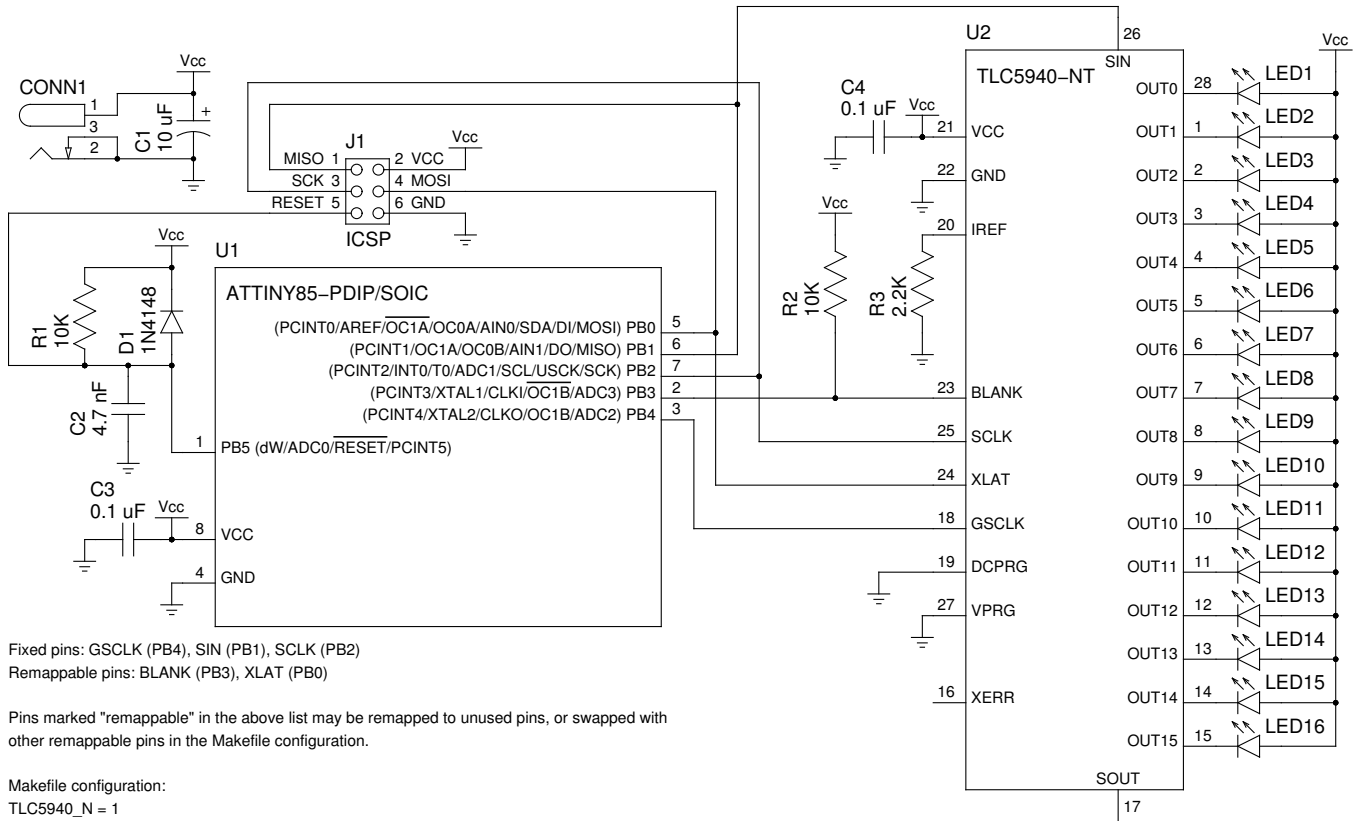 CONN1
1
3
2
Vcc
C1
10 uF
+
J1
MISO 1
SCK 3
RESET 5
2 VCC
4 MOSI
6 GND
Vcc
ICSP
Vcc
R1
10K
D1
1N4148
C2
4.7 nF
C3
0.1 uF
Vcc
U1
ATTINY85-PDIP/SOIC
(PCINT0/AREF/OC1A/OC0A/AIN0/SDA/DI/MOSI) PB0 5
(PCINT1/OC1A/OC0B/AIN1/DO/MISO) PB1 6
(PCINT2/INT0/T0/ADC1/SCL/USCK/SCK) PB2 7
(PCINT3/XTAL1/CLKI/OC1B/ADC3) PB3 2
(PCINT4/XTAL2/CLKO/OC1B/ADC2) PB4 3
1 PB5 (dW/ADC0/RESET/PCINT5)
8 VCC
4 GND
C4
0.1 uF
Vcc
Vcc
R2
10K
R3
2.2K
U2
TLC5940-NT
26
SIN
21 VCC
22 GND
20 IREF
23 BLANK
25 SCLK
24 XLAT
18 GSCLK
19 DCPRG
27 VPRG
16 XERR
SOUT
17
Vcc
OUT0 28 LED1
OUT1 1 LED2
OUT2 2 LED3
OUT3 3 LED4
OUT4 4 LED5
OUT5 5 LED6
OUT6 6 LED7
OUT7 7 LED8
OUT8 8 LED9
OUT9 9 LED10
OUT10 10 LED11
OUT11 11 LED12
OUT12 12 LED13
OUT13 13 LED14
OUT14 14 LED15
OUT15 15 LED16
Fixed pins: GSCLK (PB4), SIN (PB1), SCLK (PB2)
Remappable pins: BLANK (PB3), XLAT (PB0)
Pins marked "remappable" in the above list may be remapped to unused pins, or swapped with
other remappable pins in the Makefile configuration.
Makefile configuration:
TLC5940_N = 1